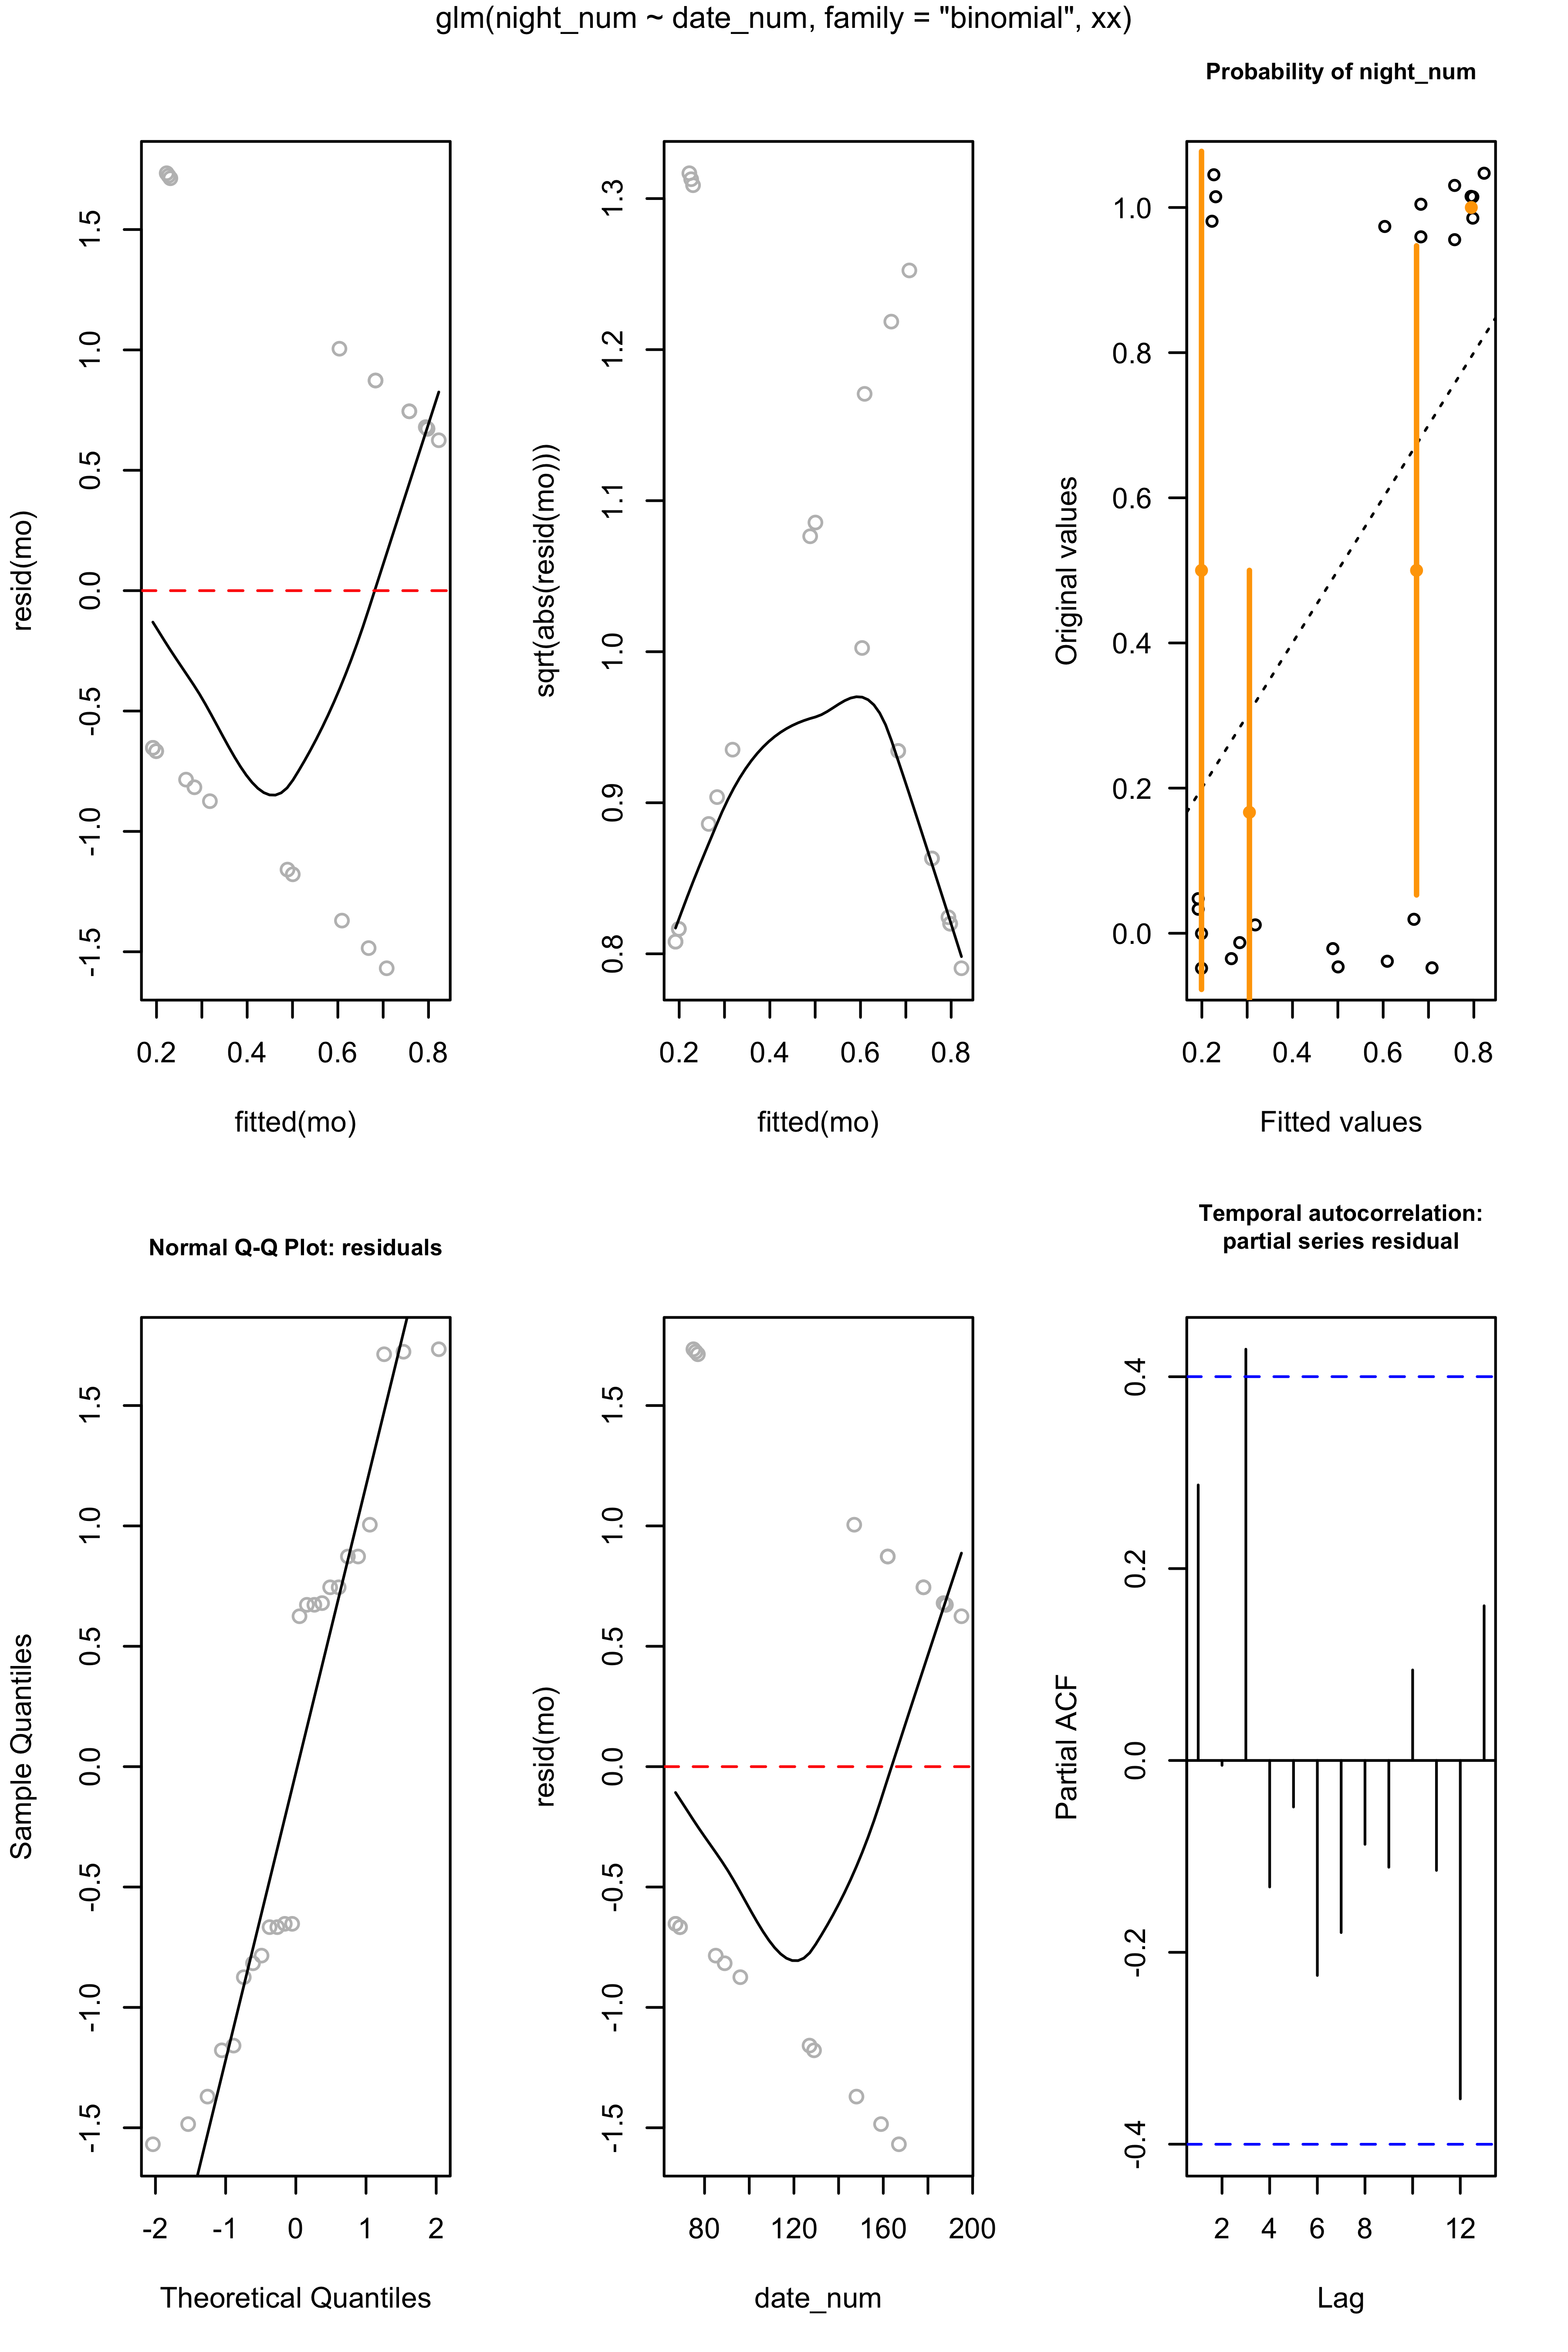 glm(night_num ~ date_num, family = "binomial", xx)
Probability of night_num
resid(mo)
1.5
1.0
0.5
0.0
-0.5
-1.0
-1.5
0.2 0.4 0.6 0.8
fitted(mo)
sqrt(abs(resid(mo)))
1.3
1.2
1.1
1.0
0.9
0.8
0.2 0.4 0.6 0.8
fitted(mo)
Original values
1.0
0.8
0.6
0.4
0.2
0.0
0.2 0.4 0.6 0.8
Fitted values
Normal Q-Q Plot: residuals
Sample Quantiles
1.5
1.0
0.5
0.0
-0.5
-1.0
-1.5
-2 -1 0 1 2
Theoretical Quantiles
resid(mo)
1.5
1.0
0.5
0.0
-0.5
-1.0
-1.5
80 120 160 200
date_num
Temporal autocorrelation:
partial series residual
Partial ACF
0.4
0.2
0.0
-0.2
-0.4
2 4 6 8 12
Lag